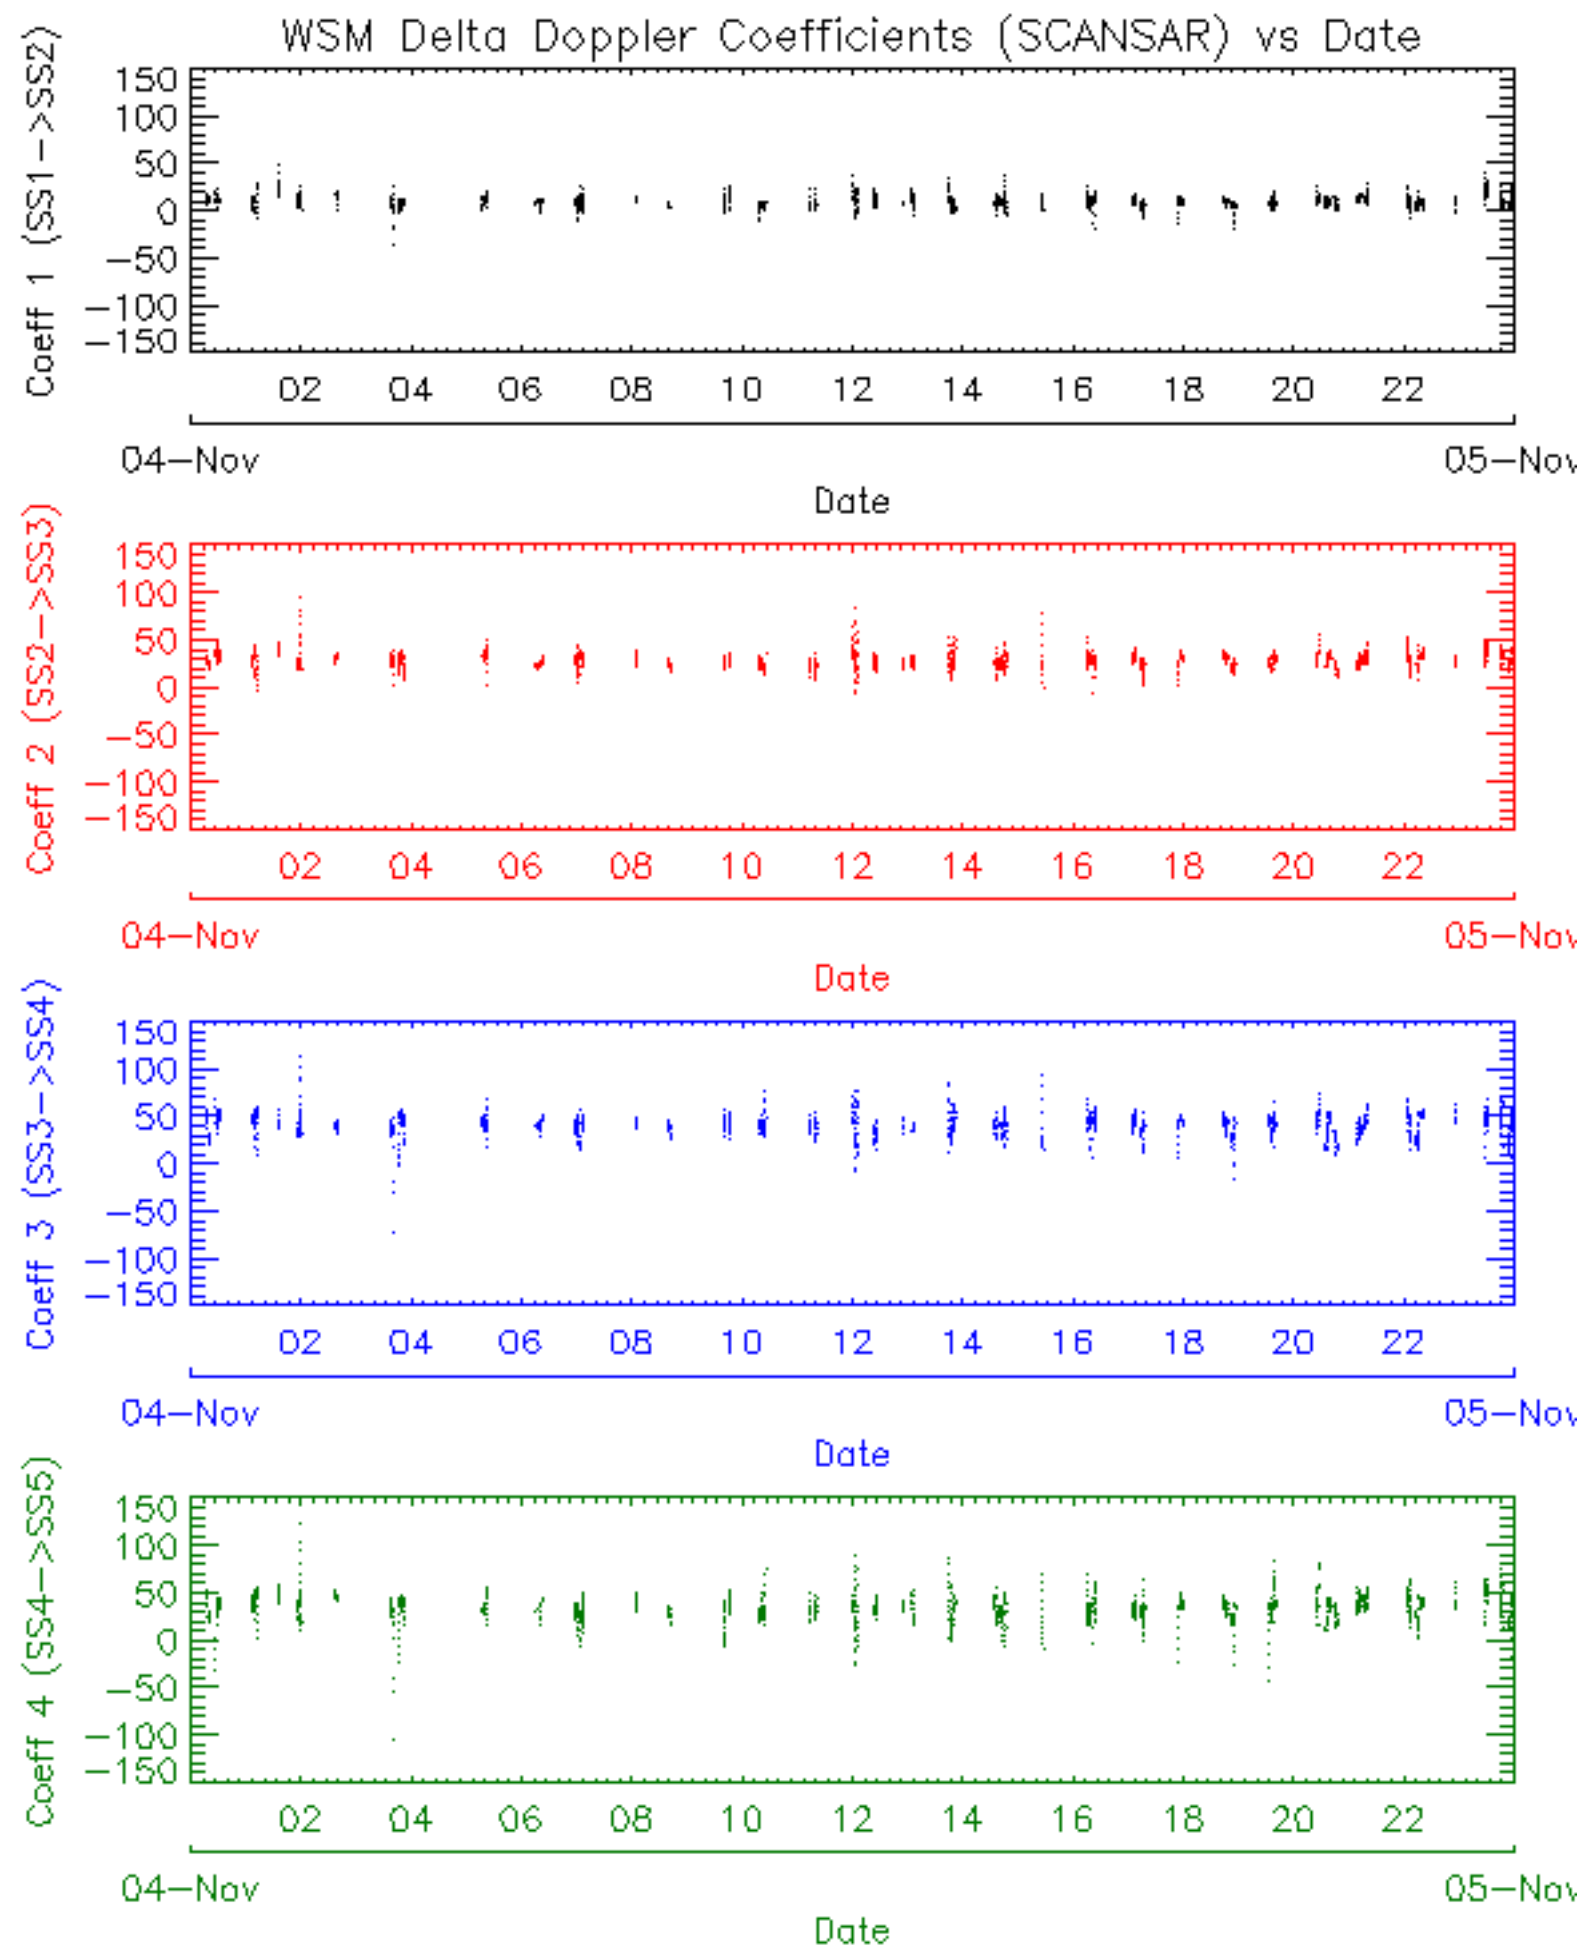 WSM Delta Doppler Coefficients (SCANSAR) vs Date
Coeff 1 (SS1->SS2)
150
100
50
0
-50
-100
-150
02 04 06 08 10 12 14 16 18 20 22
04-Nov 05-Nov
Date
Coeff 2 (SS2->SS3)
150
100
50
0
-50
-100
-150
02 04 06 08 10 12 14 16 18 20 22
04-Nov 05-Nov
Date
Coeff 3 (SS3->SS4)
150
100
50
0
-50
-100
-150
02 04 06 08 10 12 14 16 18 20 22
04-Nov 05-Nov
Date
Coeff 4 (SS4->SS5)
150
100
50
0
-50
-100
-150
02 04 06 08 10 12 14 16 18 20 22
04-Nov 05-Nov
Date